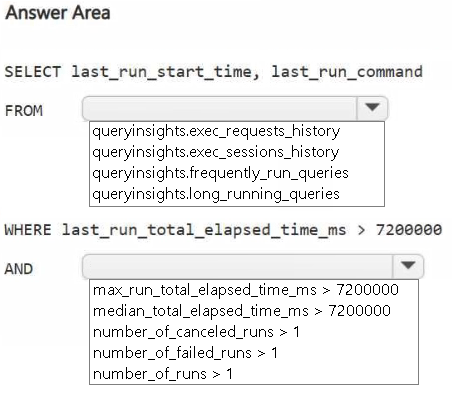 Answer Area
SELECT last_run_start_time, last_run_command
FROM
queryinsights.exec_requests_history
queryinsights.exec_sessions_history
queryinsights.frequently_run_queries
queryinsights.long_running_queries
WHERE last_run_total_elapsed_time_ms > 7200000
AND
max_run_total_elapsed_time_ms > 7200000
median_total_elapsed_time_ms > 7200000
number_of_canceled_runs > 1
number_of_failed_runs > 1
number_of_runs > 1